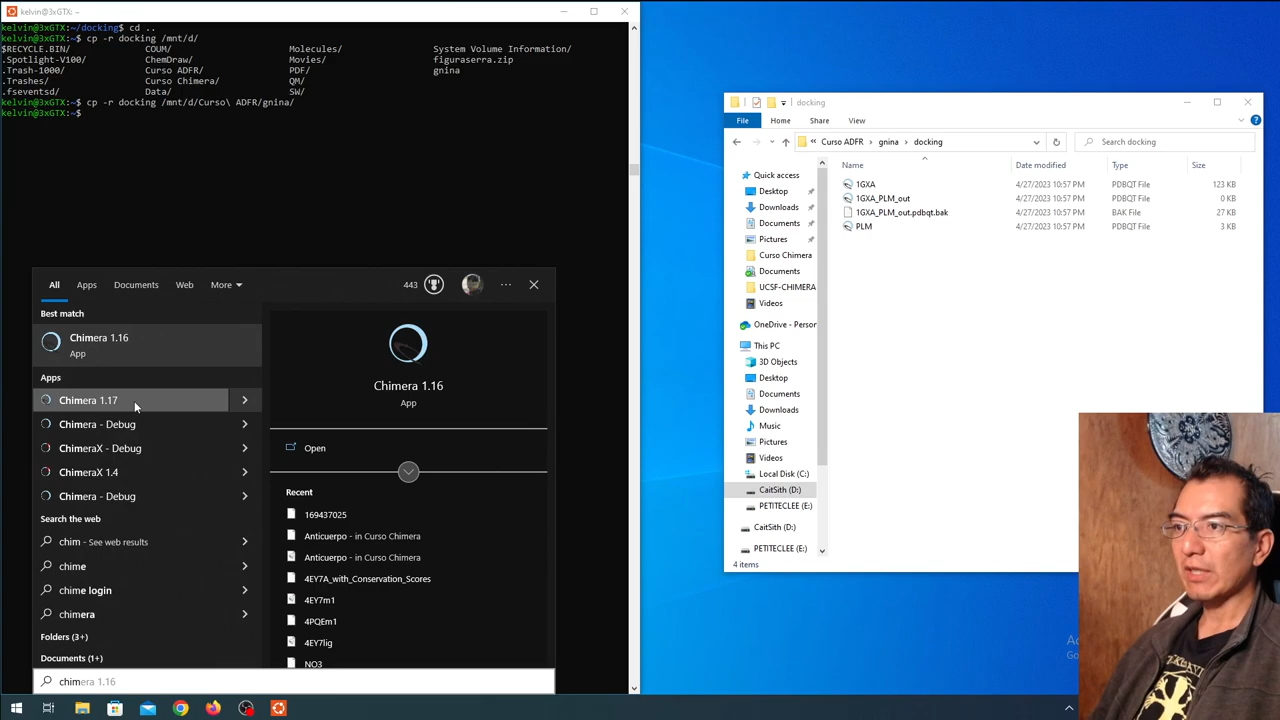 kelvin@3xGTX: ~
kelvin@3xGTX:~/docking$ cd ..
kelvin@3xGTX:~$ cp -r docking /mnt/d/
$RECYCLE.BIN/ COUM/ Molecules/ System Volume Information/
.Spotlight-V100/ ChemDraw/ Movies/ figuraserra.zip
.Trash-1000/ Curso ADFR/ PDF/ gnina
.Trashes/ Curso Chimera/ QM/
.fseventsd/ Data/ SW/
kelvin@3xGTX:~$ cp -r docking /mnt/d/Curso\ ADFR/gnina/
kelvin@3xGTX:~$
All Apps Documents Web More 443
Best match
Chimera 1.16
App
Apps
Chimera 1.17
Chimera - Debug
ChimeraX - Debug
ChimeraX 1.4
Chimera - Debug
Search the web
chim - See web results
chime
chime login
chimera
Folders (3+)
Documents (1+)
chimera 1.16
Chimera 1.16
App
Open
Recent
169437025
Anticuerpo - in Curso Chimera
Anticuerpo - in Curso Chimera
4EY7A_with_Conservation_Scores
4EY7m1
4PQEm1
4EY7lig
NO3
docking
File Home Share View
Curso ADFR gnina docking
Search docking
Quick access
Desktop
Downloads
Documents
Pictures
Curso Chimera
Documents
UCSF-CHIMERA
Videos
OneDrive - Person
This PC
3D Objects
Desktop
Documents
Downloads
Music
Pictures
Videos
Local Disk (C:)
CaitSith (D:)
PETITECLEE (E:)
CaitSith (D:)
PETITECLEE (E:)
Name Date modified Type Size
1GXA 4/27/2023 10:57 PM PDBQT File 123 KB
1GXA_PLM_out 4/27/2023 10:57 PM PDBQT File 0 KB
1GXA_PLM_out.pdbqt.bak 4/27/2023 10:57 PM BAK File 27 KB
PLM 4/27/2023 10:57 PM PDBQT File 3 KB
4 items